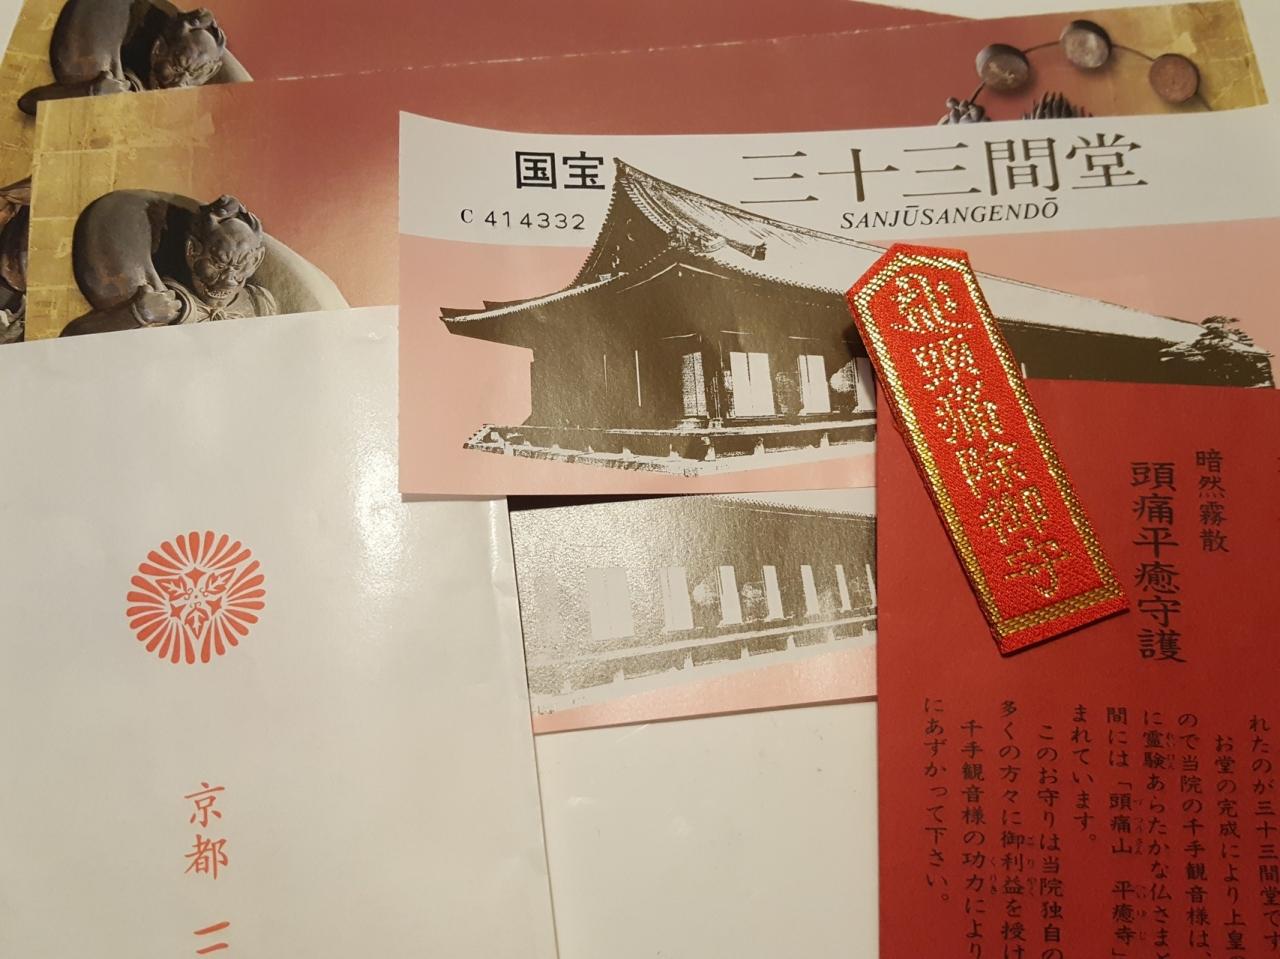 国宝
三十三間堂
C 414332
SANJŪSANGENDŌ
頭痛除御守
暗然霧散
頭痛平癒守護
れたのが三十三間堂です
お堂の完成により上皇の
ので当院の千手観音様は、
に霊験あらたかな仏さまと
間には「頭痛山 平癒寺」
まれています。
このお守りは当院独自の
多くの方々に御利益を授け
千手観音様の功力により
にあずかって下さい。
京都 三